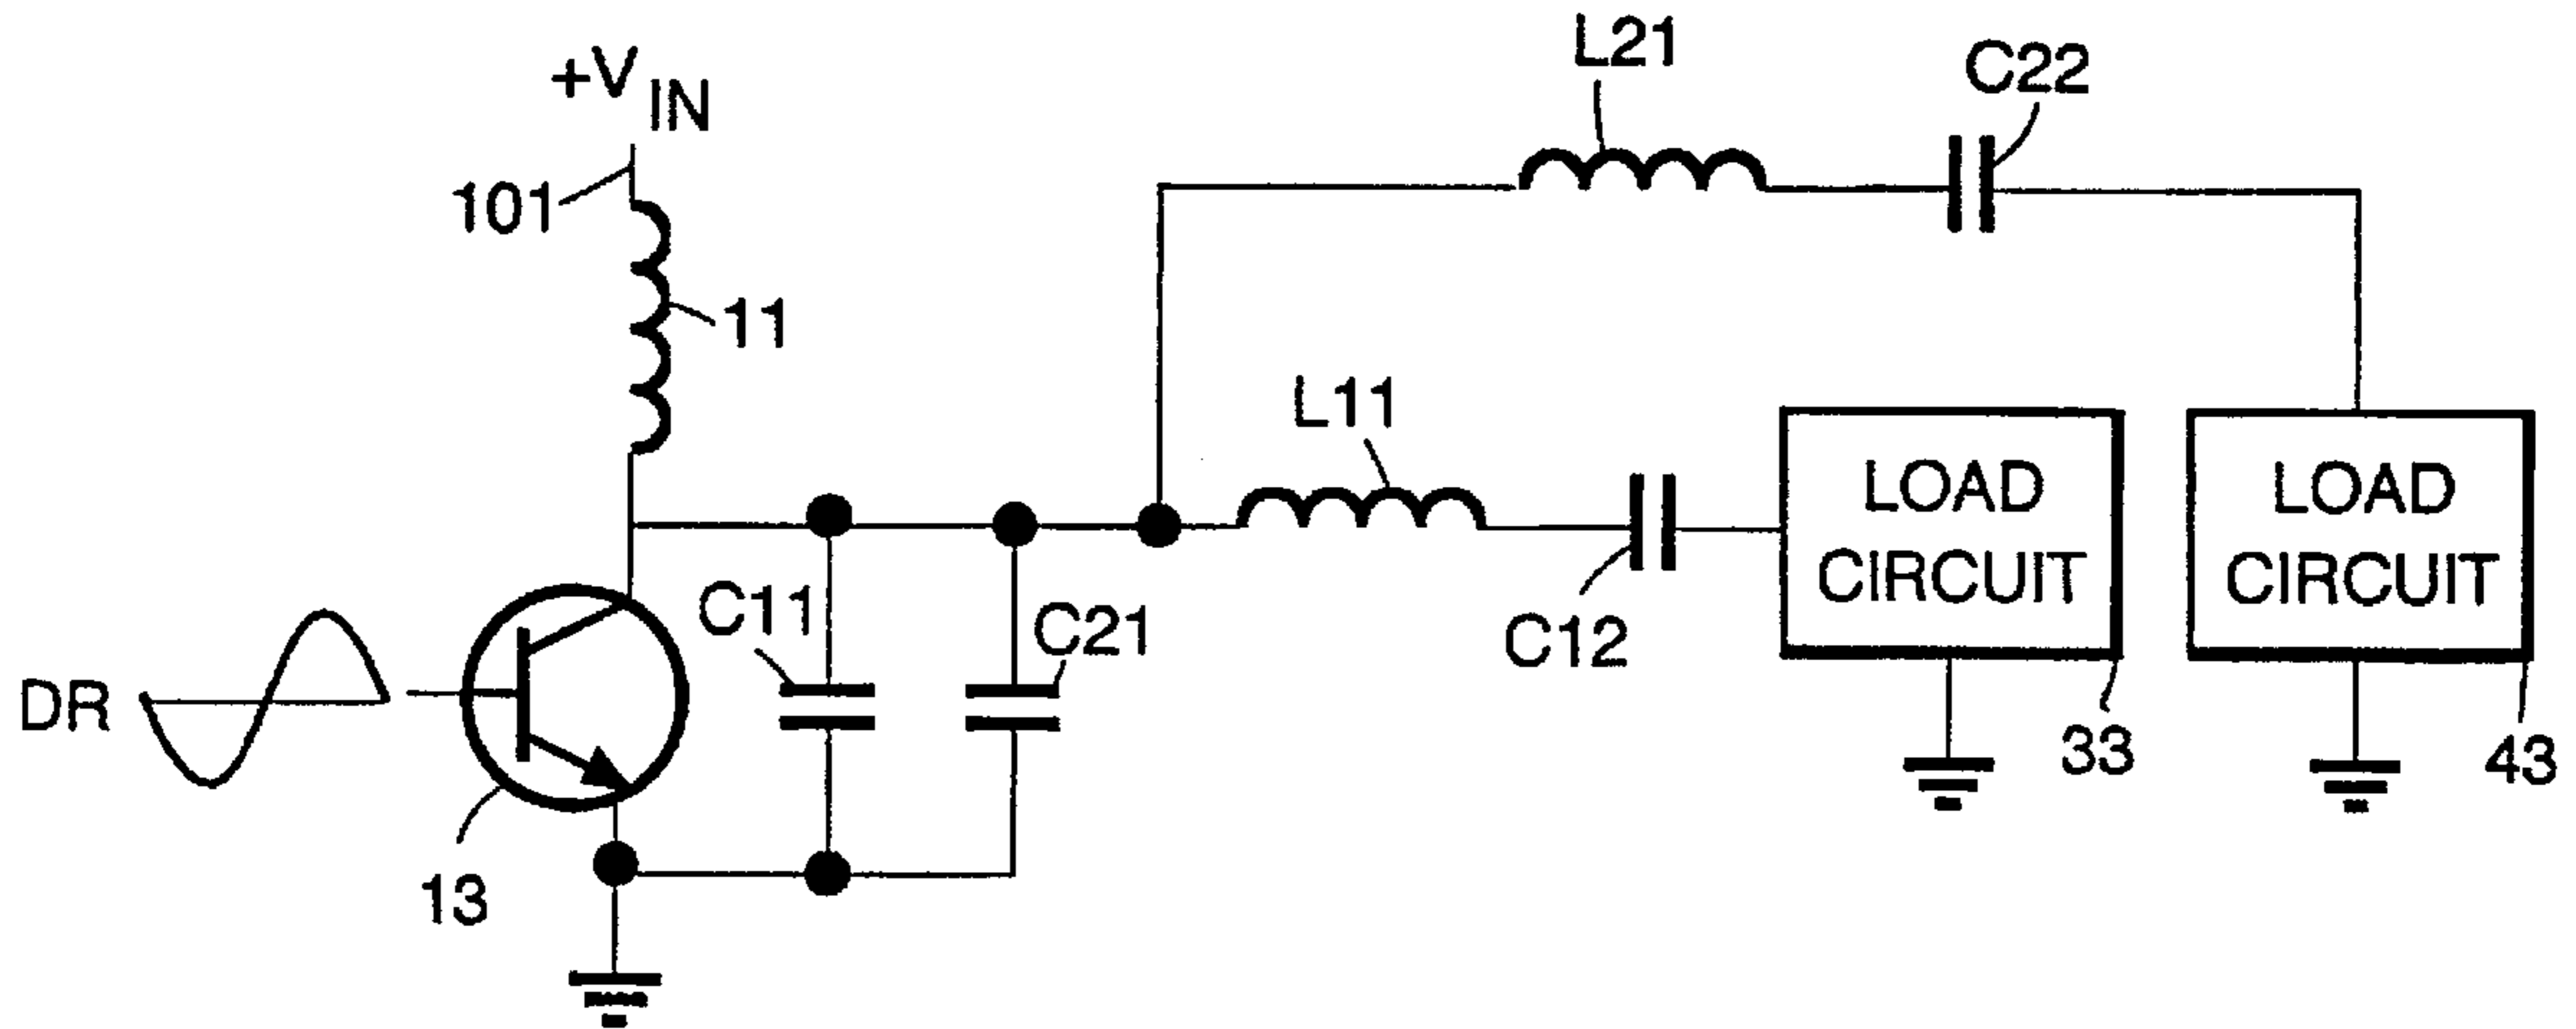 +V IN
101
11
L21
C22
L11
C12
LOAD
CIRCUIT
33
LOAD
CIRCUIT
43
C11
C21
DR
13